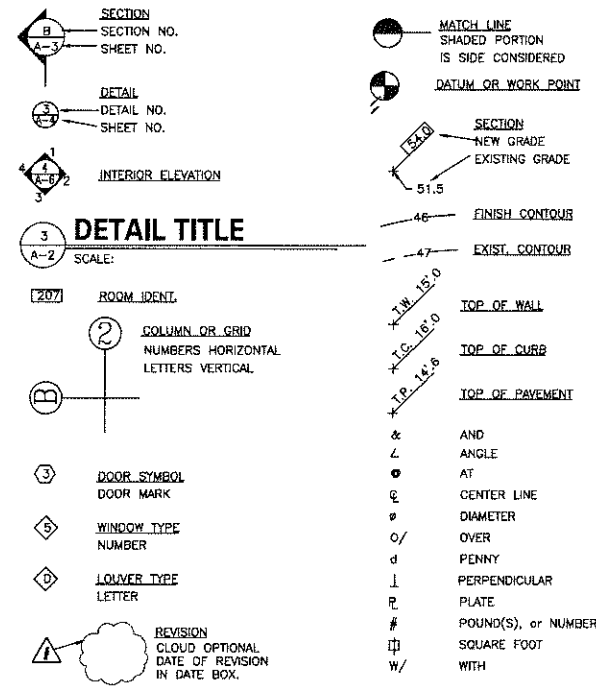 SECTION
B
SECTION NO.
A-3
SHEET NO.
DETAIL
3
DETAIL NO.
A-4
SHEET NO.
1
4
4
A-6
2
3
INTERIOR ELEVATION
3
A-2
DETAIL TITLE
SCALE:
207
ROOM IDENT.
2
COLUMN OR GRID
NUMBERS HORIZONTAL
LETTERS VERTICAL
B
3
DOOR SYMBOL
DOOR MARK
5
WINDOW TYPE
NUMBER
D
LOUVER TYPE
LETTER
1
REVISION
CLOUD OPTIONAL
DATE OF REVISION
IN DATE BOX.
MATCH LINE
SHADED PORTION
IS SIDE CONSIDERED
DATUM OR WORK POINT
54.0
SECTION
NEW GRADE
EXISTING GRADE
51.5
46
FINISH CONTOUR
47
EXIST. CONTOUR
T.W. 15'.0
TOP OF WALL
T.C. 16'.0
TOP OF CURB
T.P. 14'.6
TOP OF PAVEMENT
& AND
∠ ANGLE
@ AT
℄ CENTER LINE
ø DIAMETER
O/ OVER
d PENNY
⊥ PERPENDICULAR
PL PLATE
# POUND(S), or NUMBER
SQUARE FOOT
W/ WITH